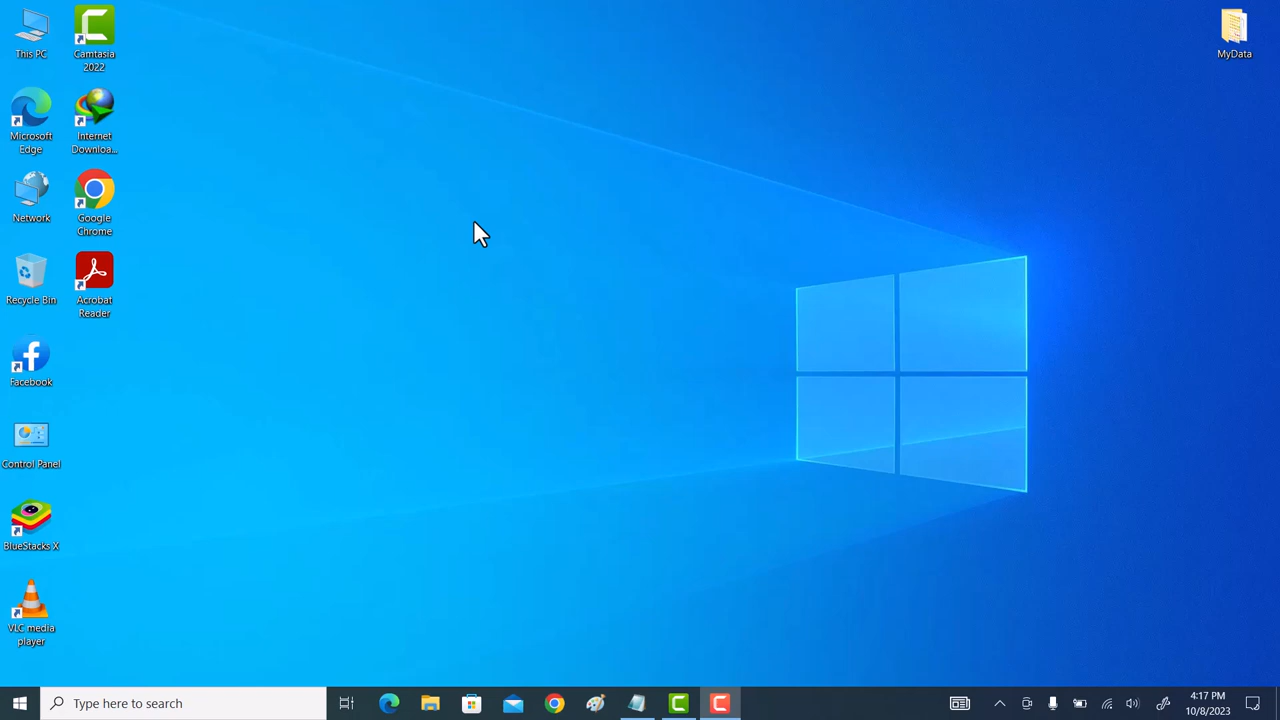 This PC
Camtasia
2022
MyData
Microsoft
Edge
Internet
Downloa...
Network
Google
Chrome
Recycle Bin
Acrobat
Reader
Facebook
Control Panel
BlueStacks X
VLC media
player
Type here to search
4:17 PM
10/8/2023